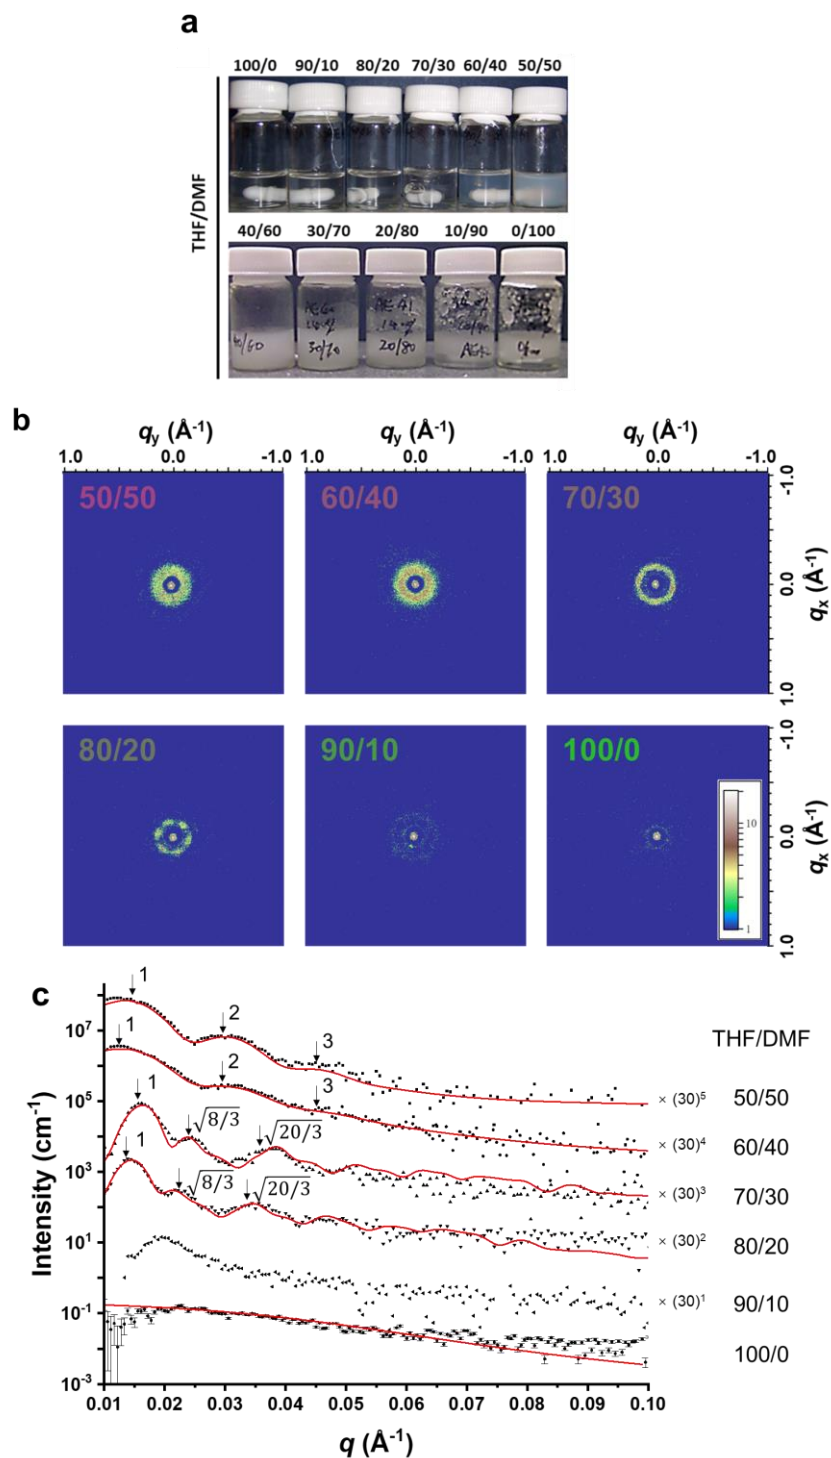 a
100/0 90/10 80/20 70/30 60/40 50/50
THF/DMF
40/60 30/70 20/80 10/90 0/100
40/60
30/70
20/80
b
qy (Å-1) qy (Å-1) qy (Å-1)
1.0 0.0 -1.0 1.0 0.0 -1.0 1.0 0.0 -1.0
50/50 60/40 70/30
-1.0
0.0
1.0
qx (Å-1)
80/20 90/10 100/0
-1.0
0.0
1.0
qx (Å-1)
10
1
c
1 2 3
1 2 3
1 √8/3 √20/3
1 √8/3 √20/3
THF/DMF
× (30)5 50/50
× (30)4 60/40
× (30)3 70/30
× (30)2 80/20
× (30)1 90/10
100/0
Intensity (cm-1)
107
105
103
101
10-1
10-3
0.01 0.02 0.03 0.04 0.05 0.06 0.07 0.08 0.09 0.10
q (Å-1)